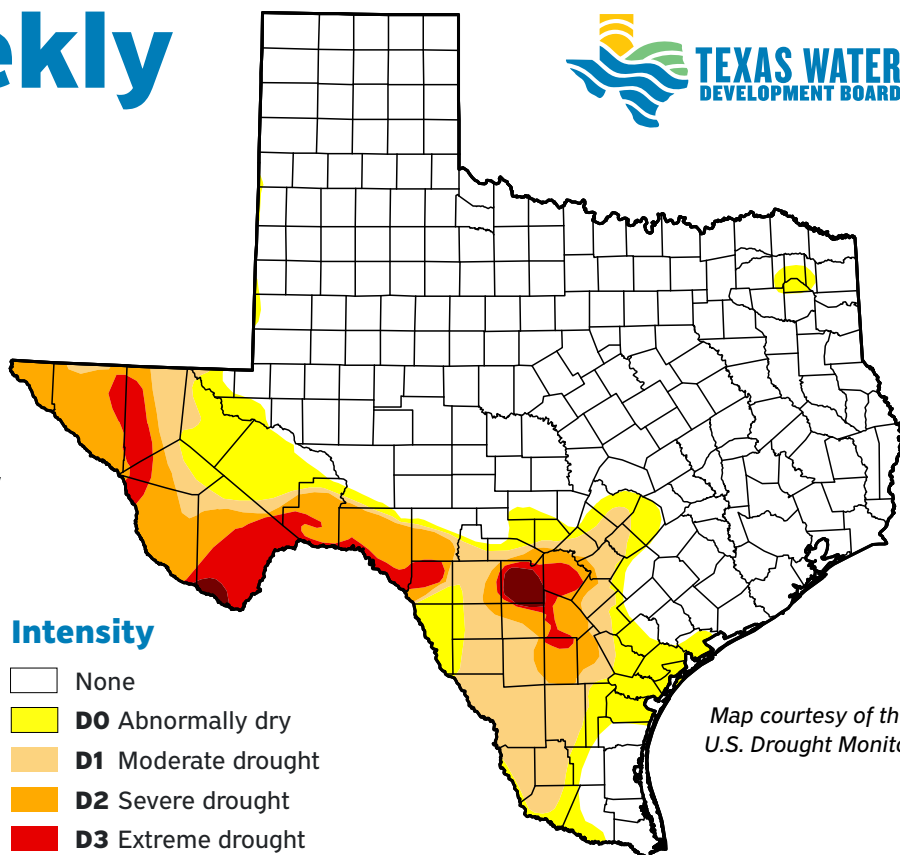 ekly
TEXAS WATER
DEVELOPMENT BOARD
Intensity
None
D0 Abnormally dry
D1 Moderate drought
D2 Severe drought
D3 Extreme drought
Map courtesy of th
U.S. Drought Monito